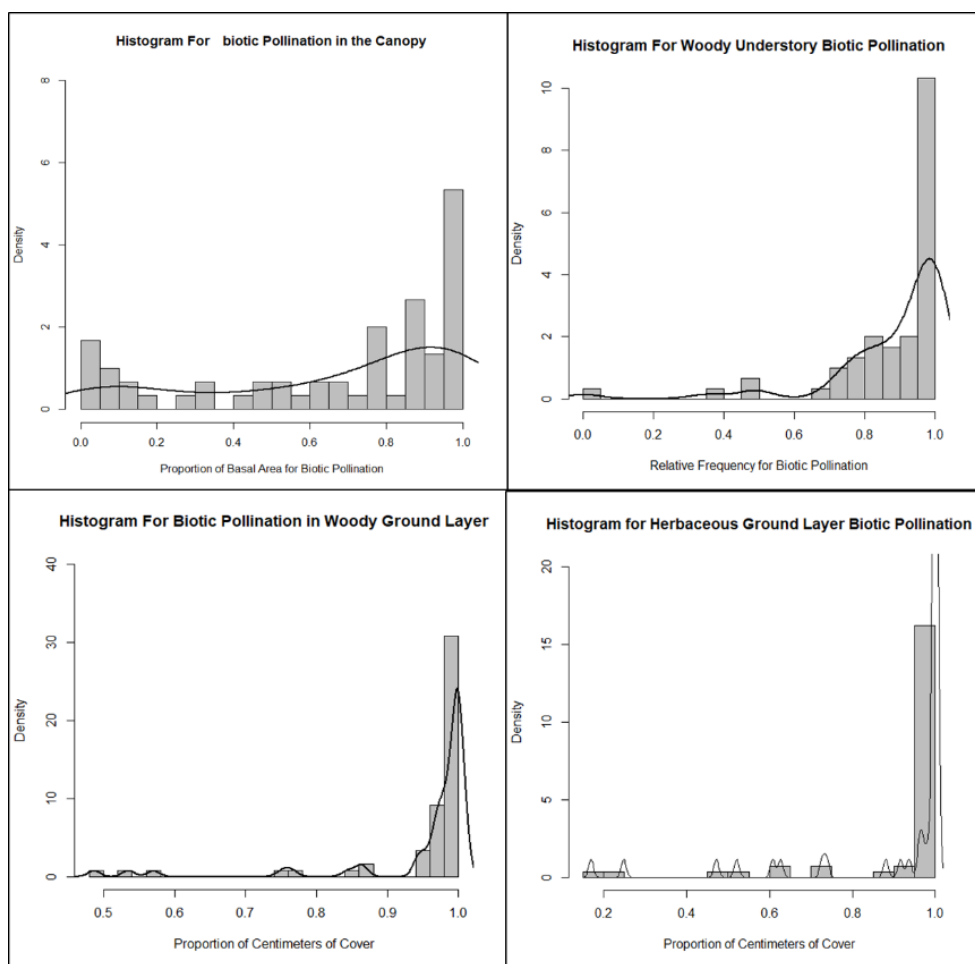 Histogram For biotic Pollination in the Canopy
8
6
4
2
0
Density
0.0 0.2 0.4 0.6 0.8 1.0
Proportion of Basal Area for Biotic Pollination
Histogram For Woody Understory Biotic Pollination
10
8
6
4
2
0
Density
0.0 0.2 0.4 0.6 0.8 1.0
Relative Frequency for Biotic Pollination
Histogram For Biotic Pollination in Woody Ground Layer
40
30
20
10
0
Density
0.5 0.6 0.7 0.8 0.9 1.0
Proportion of Centimeters of Cover
Histogram for Herbaceous Ground Layer Biotic Pollination
20
15
10
5
0
Density
0.2 0.4 0.6 0.8 1.0
Proportion of Centimeters of Cover